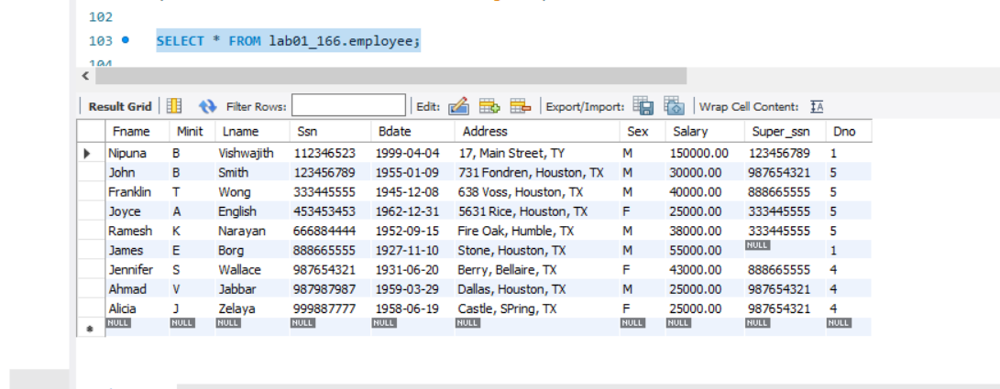 102
103 SELECT * FROM lab01_166.employee;
104
Result Grid Filter Rows: Edit: Export/Import: Wrap Cell Content: IA
Fname Minit Lname Ssn Bdate Address Sex Salary Super_ssn Dno
Nipuna B Vishwajith 112346523 1999-04-04 17, Main Street, TY M 150000.00 123456789 1
John B Smith 123456789 1955-01-09 731 Fondren, Houston, TX M 30000.00 987654321 5
Franklin T Wong 333445555 1945-12-08 638 Voss, Houston, TX M 40000.00 888665555 5
Joyce A English 453453453 1962-12-31 5631 Rice, Houston, TX F 25000.00 333445555 5
Ramesh K Narayan 666884444 1952-09-15 Fire Oak, Humble, TX M 38000.00 333445555 5
James E Borg 888665555 1927-11-10 Stone, Houston, TX M 55000.00 NULL 1
Jennifer S Wallace 987654321 1931-06-20 Berry, Bellaire, TX F 43000.00 888665555 4
Ahmad V Jabbar 987987987 1959-03-29 Dallas, Houston, TX M 25000.00 987654321 4
Alicia J Zelaya 999887777 1958-06-19 Castle, SPring, TX F 25000.00 987654321 4
NULL NULL NULL NULL NULL NULL NULL NULL NULL NULL